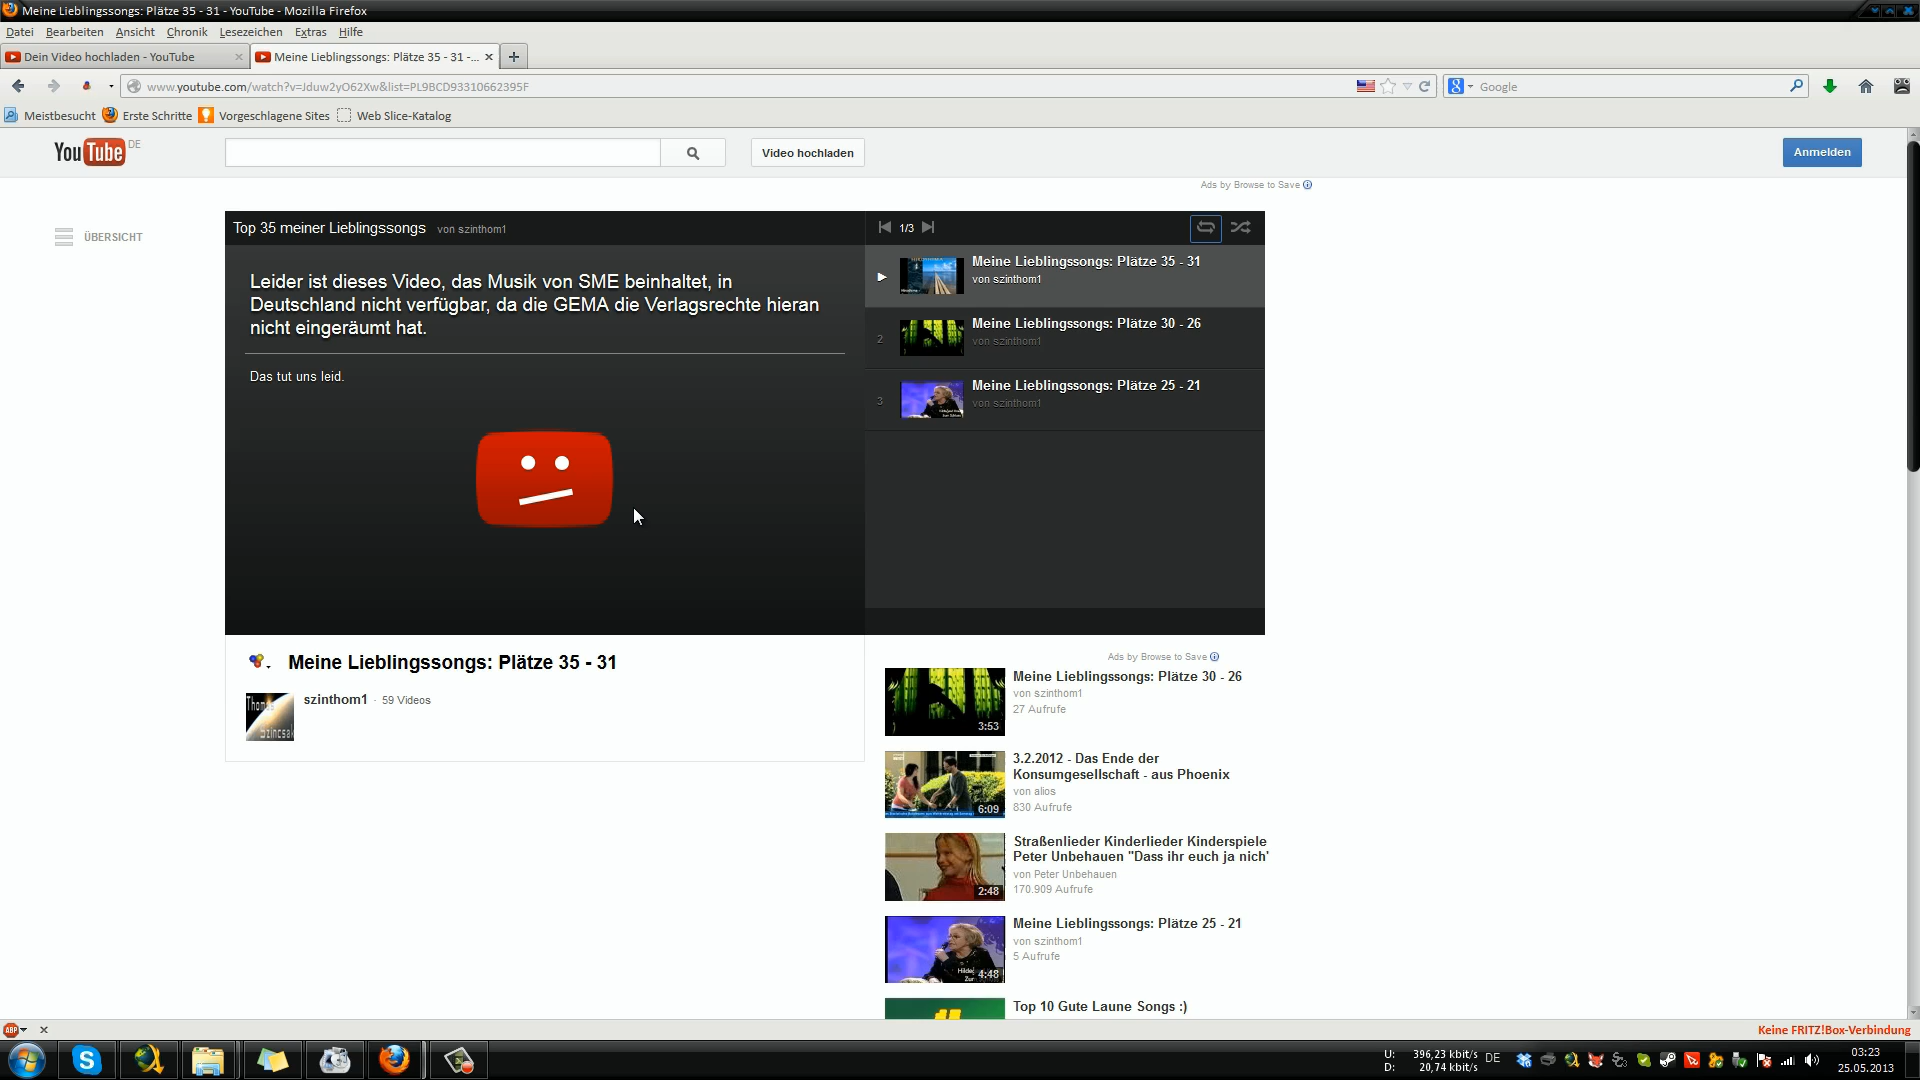 Meine Lieblingssongs: Plätze 35 - 31 - YouTube - Mozilla Firefox
Datei Bearbeiten Ansicht Chronik Lesezeichen Extras Hilfe
Dein Video hochladen - YouTube
Meine Lieblingssongs: Plätze 35 - 31 -...
www.youtube.com/watch?v=Jduw2yO62Xw&list=PL9BCD93310662395F
Google
Meistbesucht Erste Schritte Vorgeschlagene Sites Web Slice-Katalog
YouTube DE
Video hochladen
Anmelden
Ads by Browse to Save
ÜBERSICHT
Top 35 meiner Lieblingssongs von szinthom1
1/3
Leider ist dieses Video, das Musik von SME beinhaltet, in
Deutschland nicht verfügbar, da die GEMA die Verlagsrechte hieran
nicht eingeräumt hat.
Das tut uns leid.
Meine Lieblingssongs: Plätze 35 - 31
von szinthom1
2
Meine Lieblingssongs: Plätze 30 - 26
von szinthom1
3
Meine Lieblingssongs: Plätze 25 - 21
von szinthom1
Meine Lieblingssongs: Plätze 35 - 31
szinthom1 · 59 Videos
Ads by Browse to Save
Meine Lieblingssongs: Plätze 30 - 26
von szinthom1
27 Aufrufe
3:53
3.2.2012 - Das Ende der
Konsumgesellschaft - aus Phoenix
von alios
830 Aufrufe
6:09
Straßenlieder Kinderlieder Kinderspiele
Peter Unbehauen "Dass ihr euch ja nich'
von Peter Unbehauen
170.909 Aufrufe
2:48
Meine Lieblingssongs: Plätze 25 - 21
von szinthom1
5 Aufrufe
4:48
Top 10 Gute Laune Songs :)
ABP
Keine FRITZ!Box-Verbindung
U: 396,23 kbit/s
D: 20,74 kbit/s
DE
03:23
25.05.2013